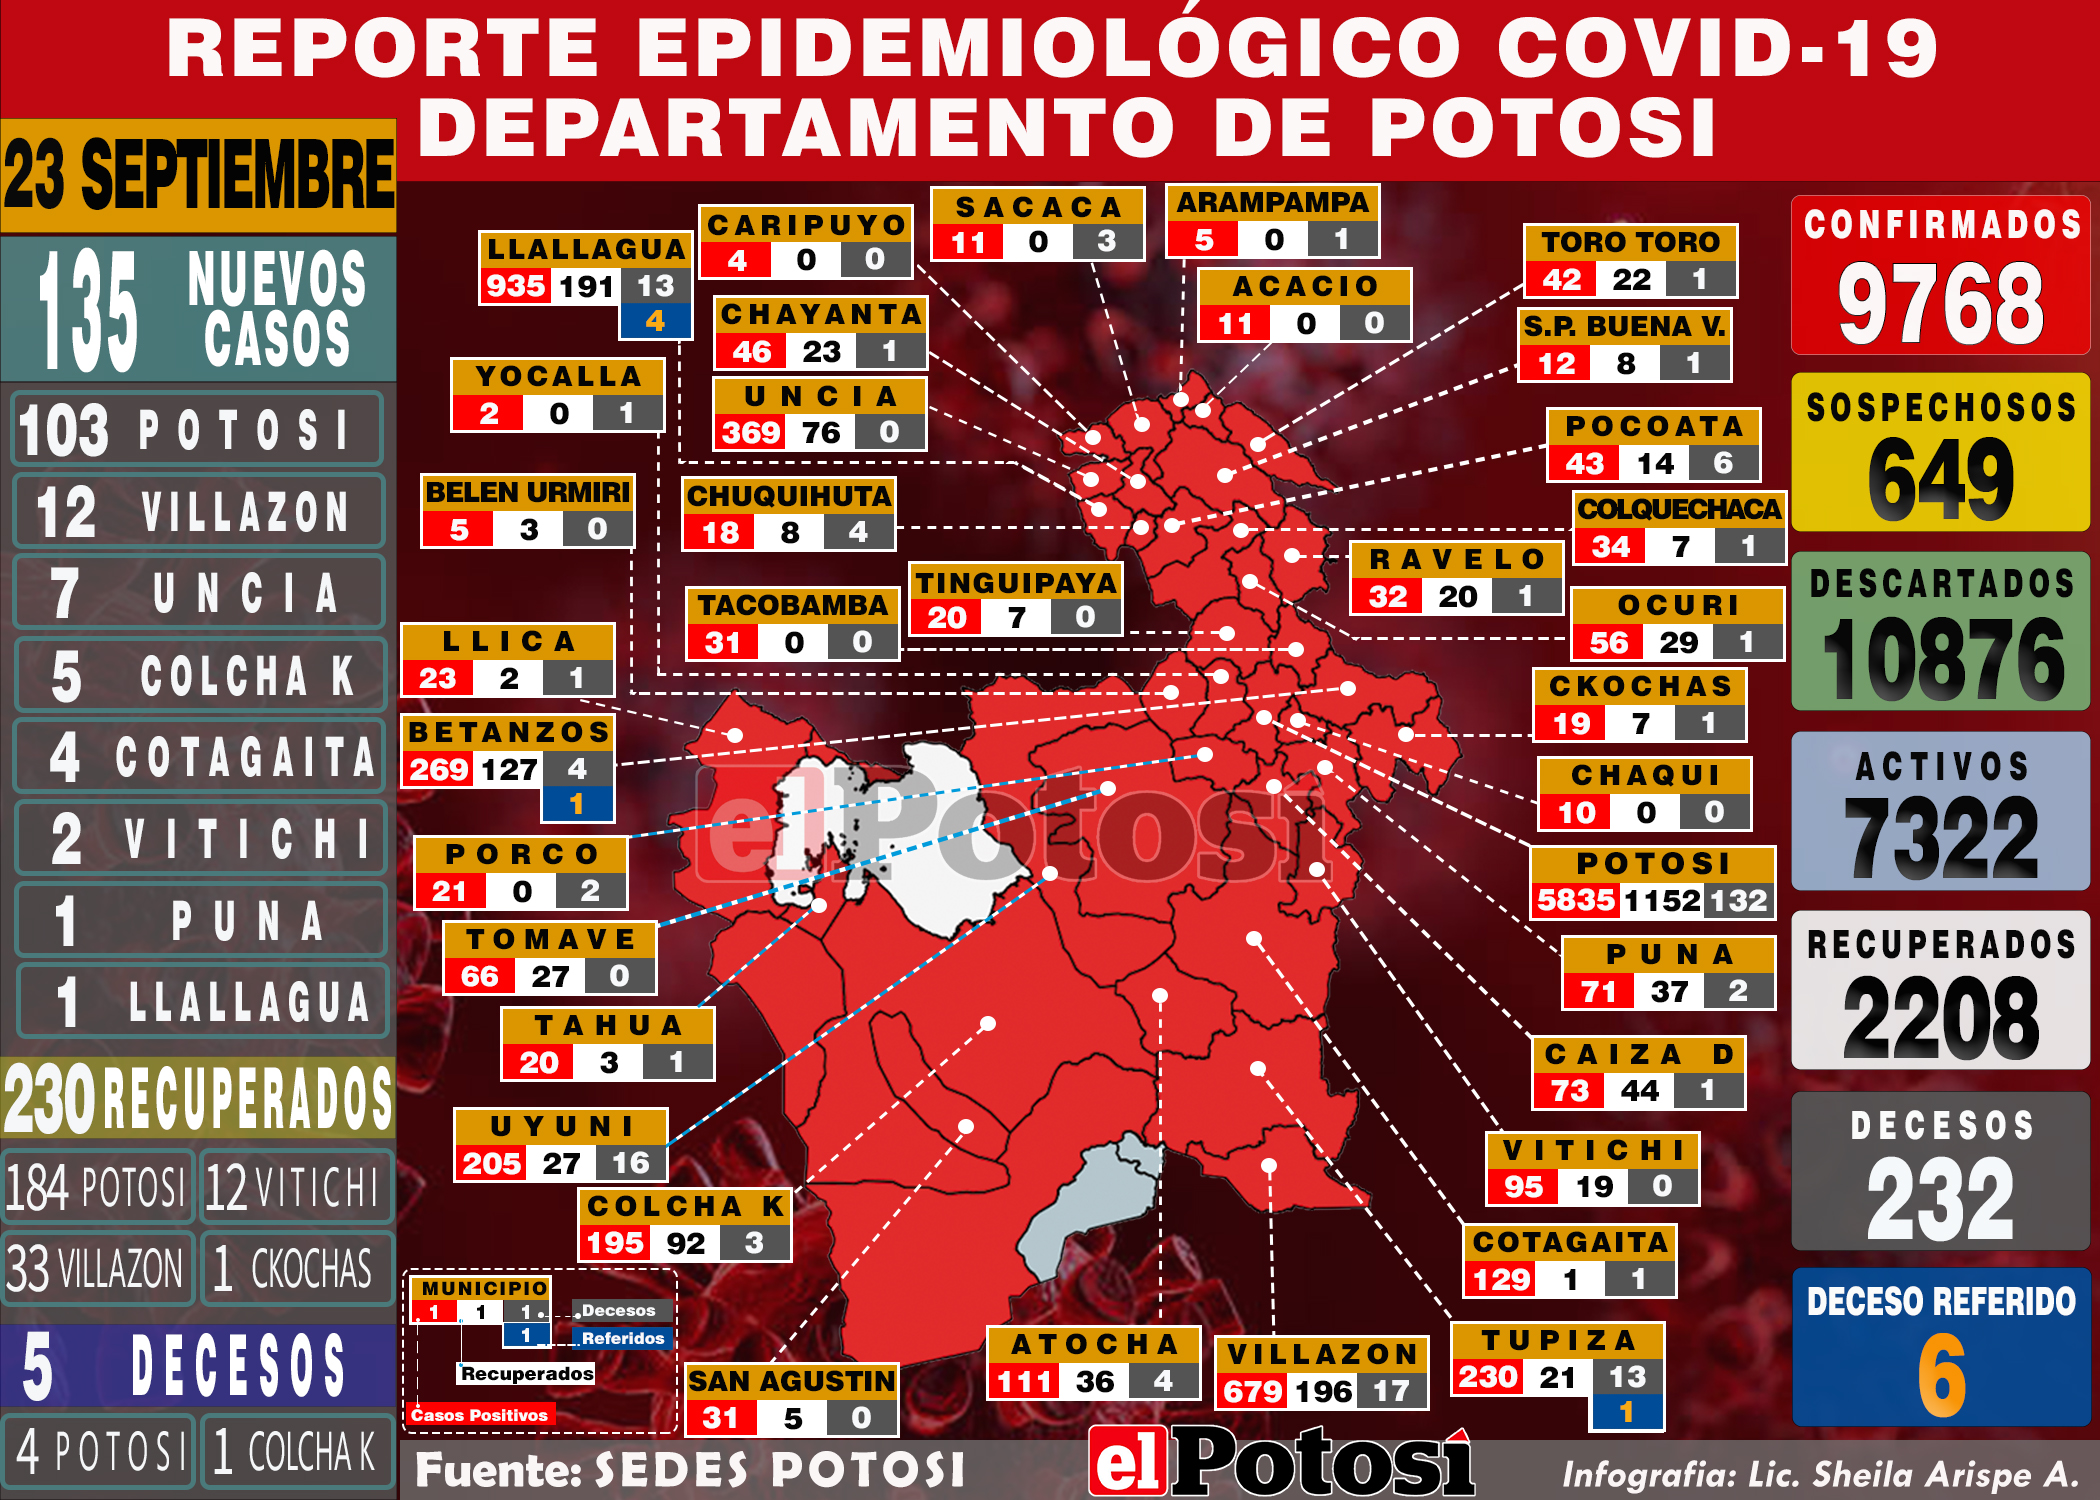 REPORTE EPIDEMIOLÓGICO COVID-19
DEPARTAMENTO DE POTOSI
23 SEPTIEMBRE
135 NUEVOS CASOS
103 POTOSI
12 VILLAZON
7 UNCIA
5 COLCHA K
4 COTAGAITA
2 VITICHI
1 PUNA
1 LLALLAGUA
230 RECUPERADOS
184 POTOSI
12 VITICHI
33 VILLAZON
1 CKOCHAS
5 DECESOS
4 POTOSI
1 COLCHA K
LLALLAGUA
935 191 13
4
CARIPUYO
4 0 0
SACACA
11 0 3
ARAMPAMPA
5 0 1
ACACIO
11 0 0
TORO TORO
42 22 1
S.P. BUENA V.
12 8 1
CHAYANTA
46 23 1
UNCIA
369 76 0
YOCALLA
2 0 1
POCOATA
43 14 6
BELEN URMIRI
5 3 0
CHUQUIHUTA
18 8 4
COLQUECHACA
34 7 1
RAVELO
32 20 1
TINGUIPAYA
20 7 0
TACOBAMBA
31 0 0
OCURI
56 29 1
LLICA
23 2 1
CKOCHAS
19 7 1
BETANZOS
269 127 4
1
CHAQUI
10 0 0
PORCO
21 0 2
POTOSI
5835 1152 132
TOMAVE
66 27 0
PUNA
71 37 2
TAHUA
20 3 1
CAIZA D
73 44 1
UYUNI
205 27 16
VITICHI
95 19 0
COLCHA K
195 92 3
COTAGAITA
129 1 1
SAN AGUSTIN
31 5 0
ATOCHA
111 36 4
VILLAZON
679 196 17
TUPIZA
230 21 13
1
elPotosí
MUNICIPIO
1 1 1
1
Decesos
Referidos
Recuperados
Casos Positivos
CONFIRMADOS
9768
SOSPECHOSOS
649
DESCARTADOS
10876
ACTIVOS
7322
RECUPERADOS
2208
DECESOS
232
DECESO REFERIDO
6
Fuente: SEDES POTOSI
el Potosí
Infografia: Lic. Sheila Arispe A.